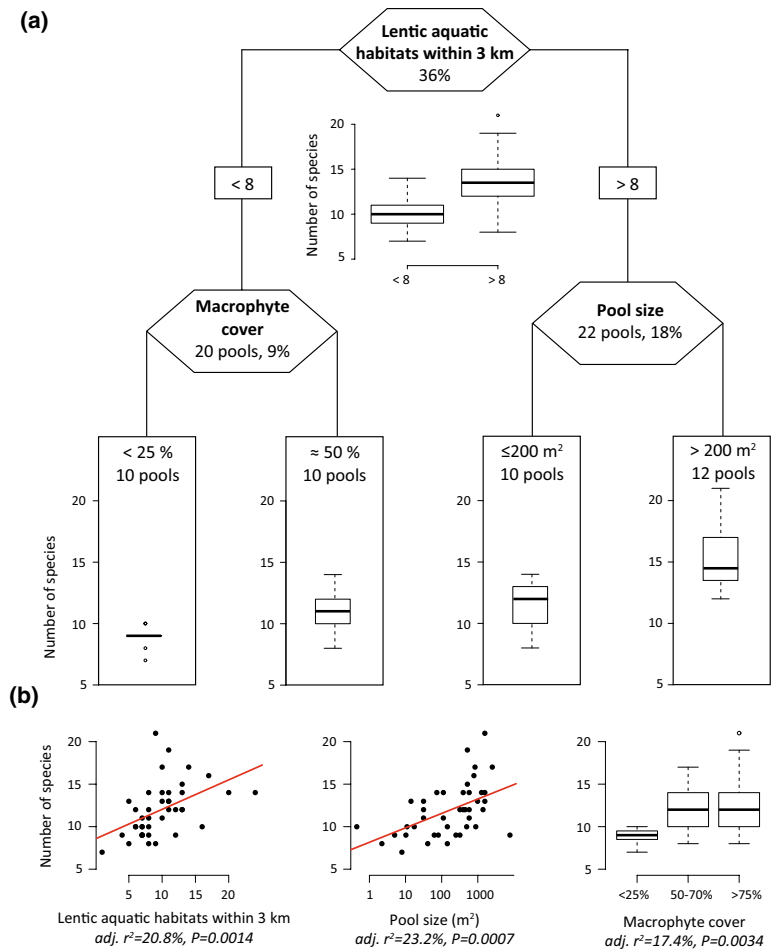 (a)
Lentic aquatic
habitats within 3 km
36%
< 8
> 8
Number of species
20
15
10
5
< 8
> 8
Macrophyte
cover
20 pools, 9%
Pool size
22 pools, 18%
< 25 %
10 pools
≈ 50 %
10 pools
≤200 m²
10 pools
> 200 m²
12 pools
Number of species
20
15
10
5
20
15
10
5
20
15
10
5
20
15
10
5
(b)
Number of species
20
15
10
5
5
10
15
20
Lentic aquatic habitats within 3 km
adj. r²=20.8%, P=0.0014
20
15
10
5
1
10
100
1000
Pool size (m²)
adj. r²=23.2%, P=0.0007
20
15
10
5
<25%
50-70%
>75%
Macrophyte cover
adj. r²=17.4%, P=0.0034